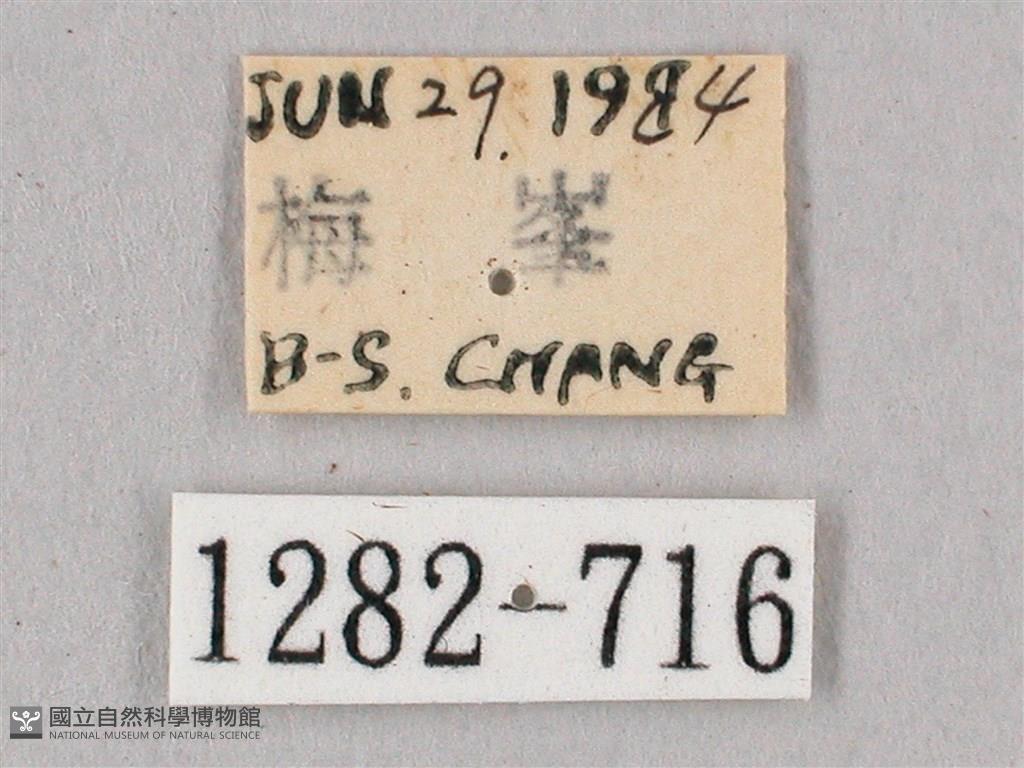 JUN 29. 1984
梅 峯
B-S. CHANG
1282-716
國立自然科學博物館
NATIONAL MUSEUM OF NATURAL SCIENCE